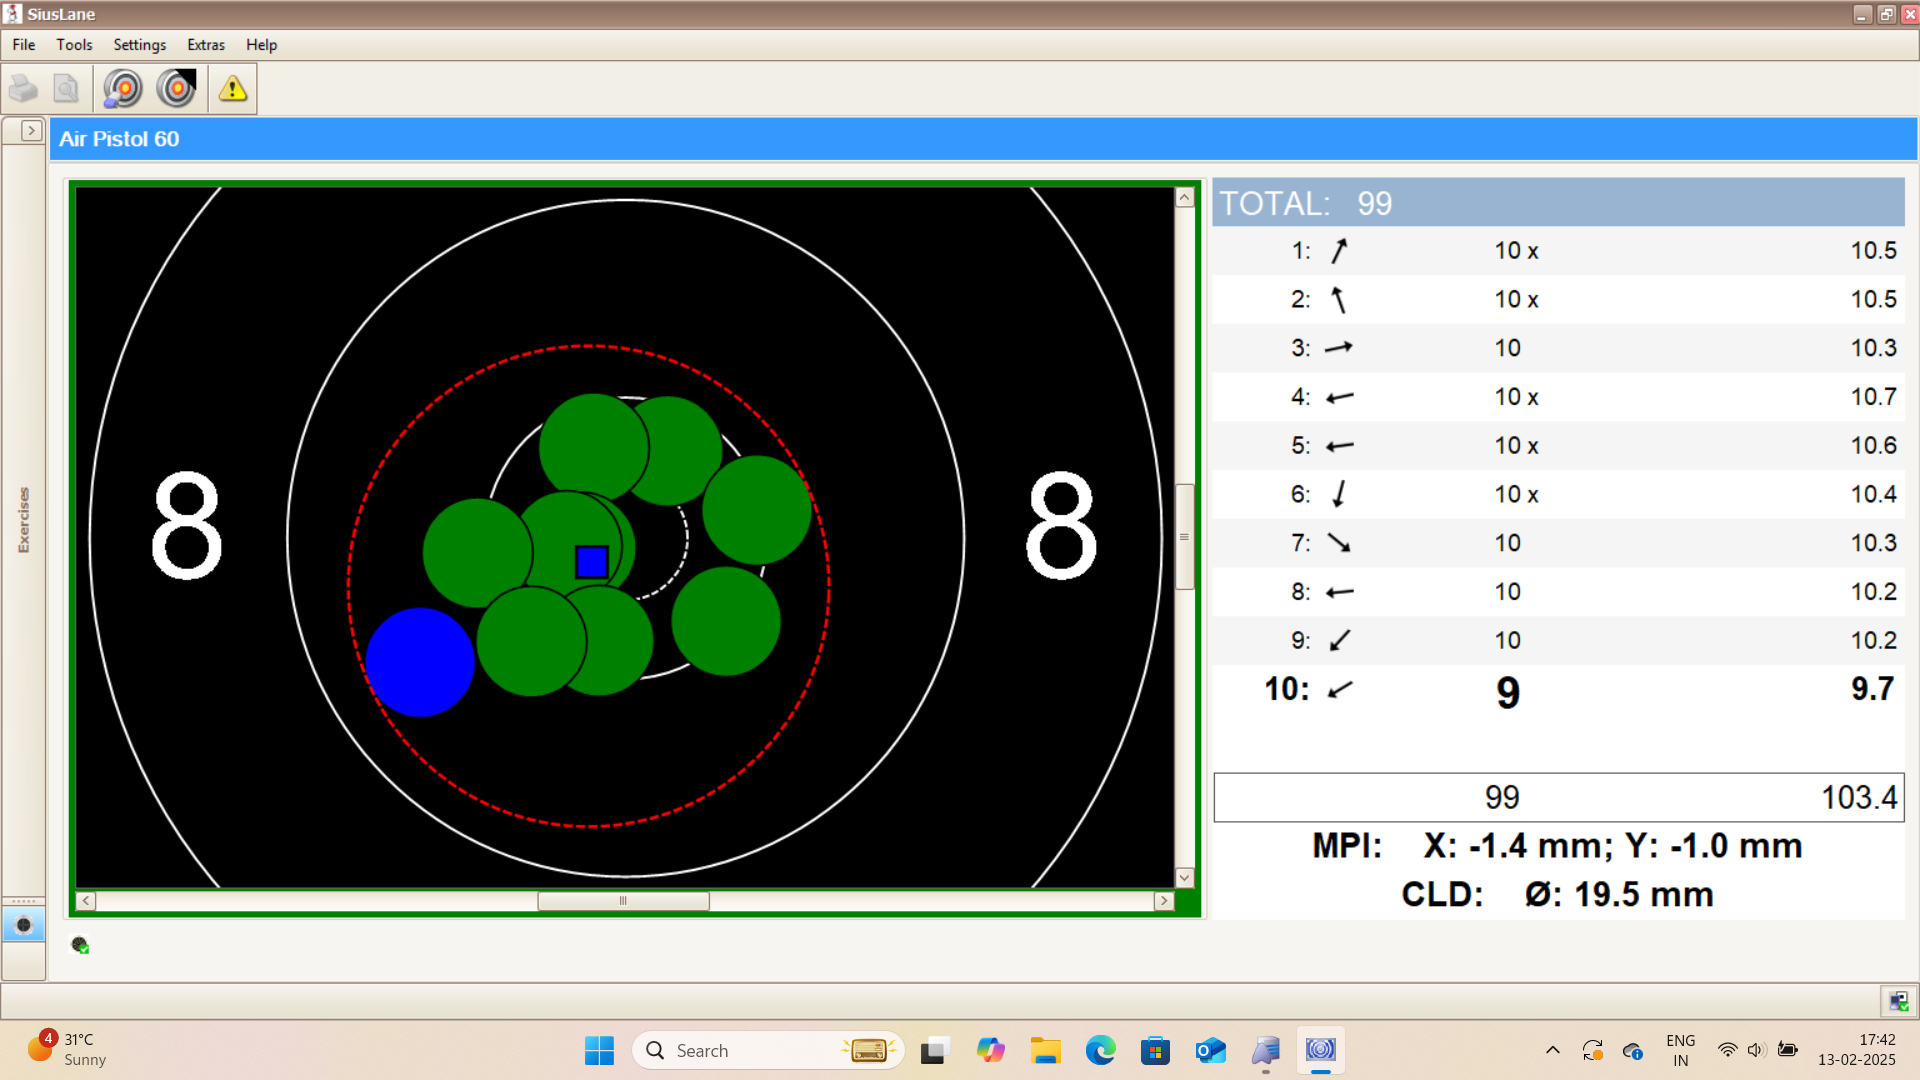 SiusLane
File Tools Settings Extras Help
Air Pistol 60
Exercises
8 8
TOTAL: 99
1: 10 x 10.5
2: 10 x 10.5
3: 10 10.3
4: 10 x 10.7
5: 10 x 10.6
6: 10 x 10.4
7: 10 10.3
8: 10 10.2
9: 10 10.2
10: 9 9.7
99 103.4
MPI: X: -1.4 mm; Y: -1.0 mm
CLD: Ø: 19.5 mm
4
31°C
Sunny
Search
ENG
IN
17:42
13-02-2025